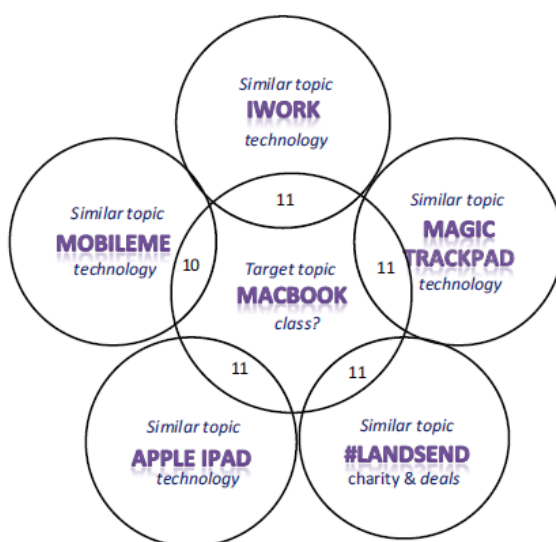 Similar topic
IWORK
technology
11
Similar topic
MOBILEME
technology
10
Similar topic
MAGIC
TRACKPAD
technology
11
Target topic
MACBOOK
class?
11
11
Similar topic
APPLE IPAD
technology
Similar topic
#LANDSEND
charity & deals